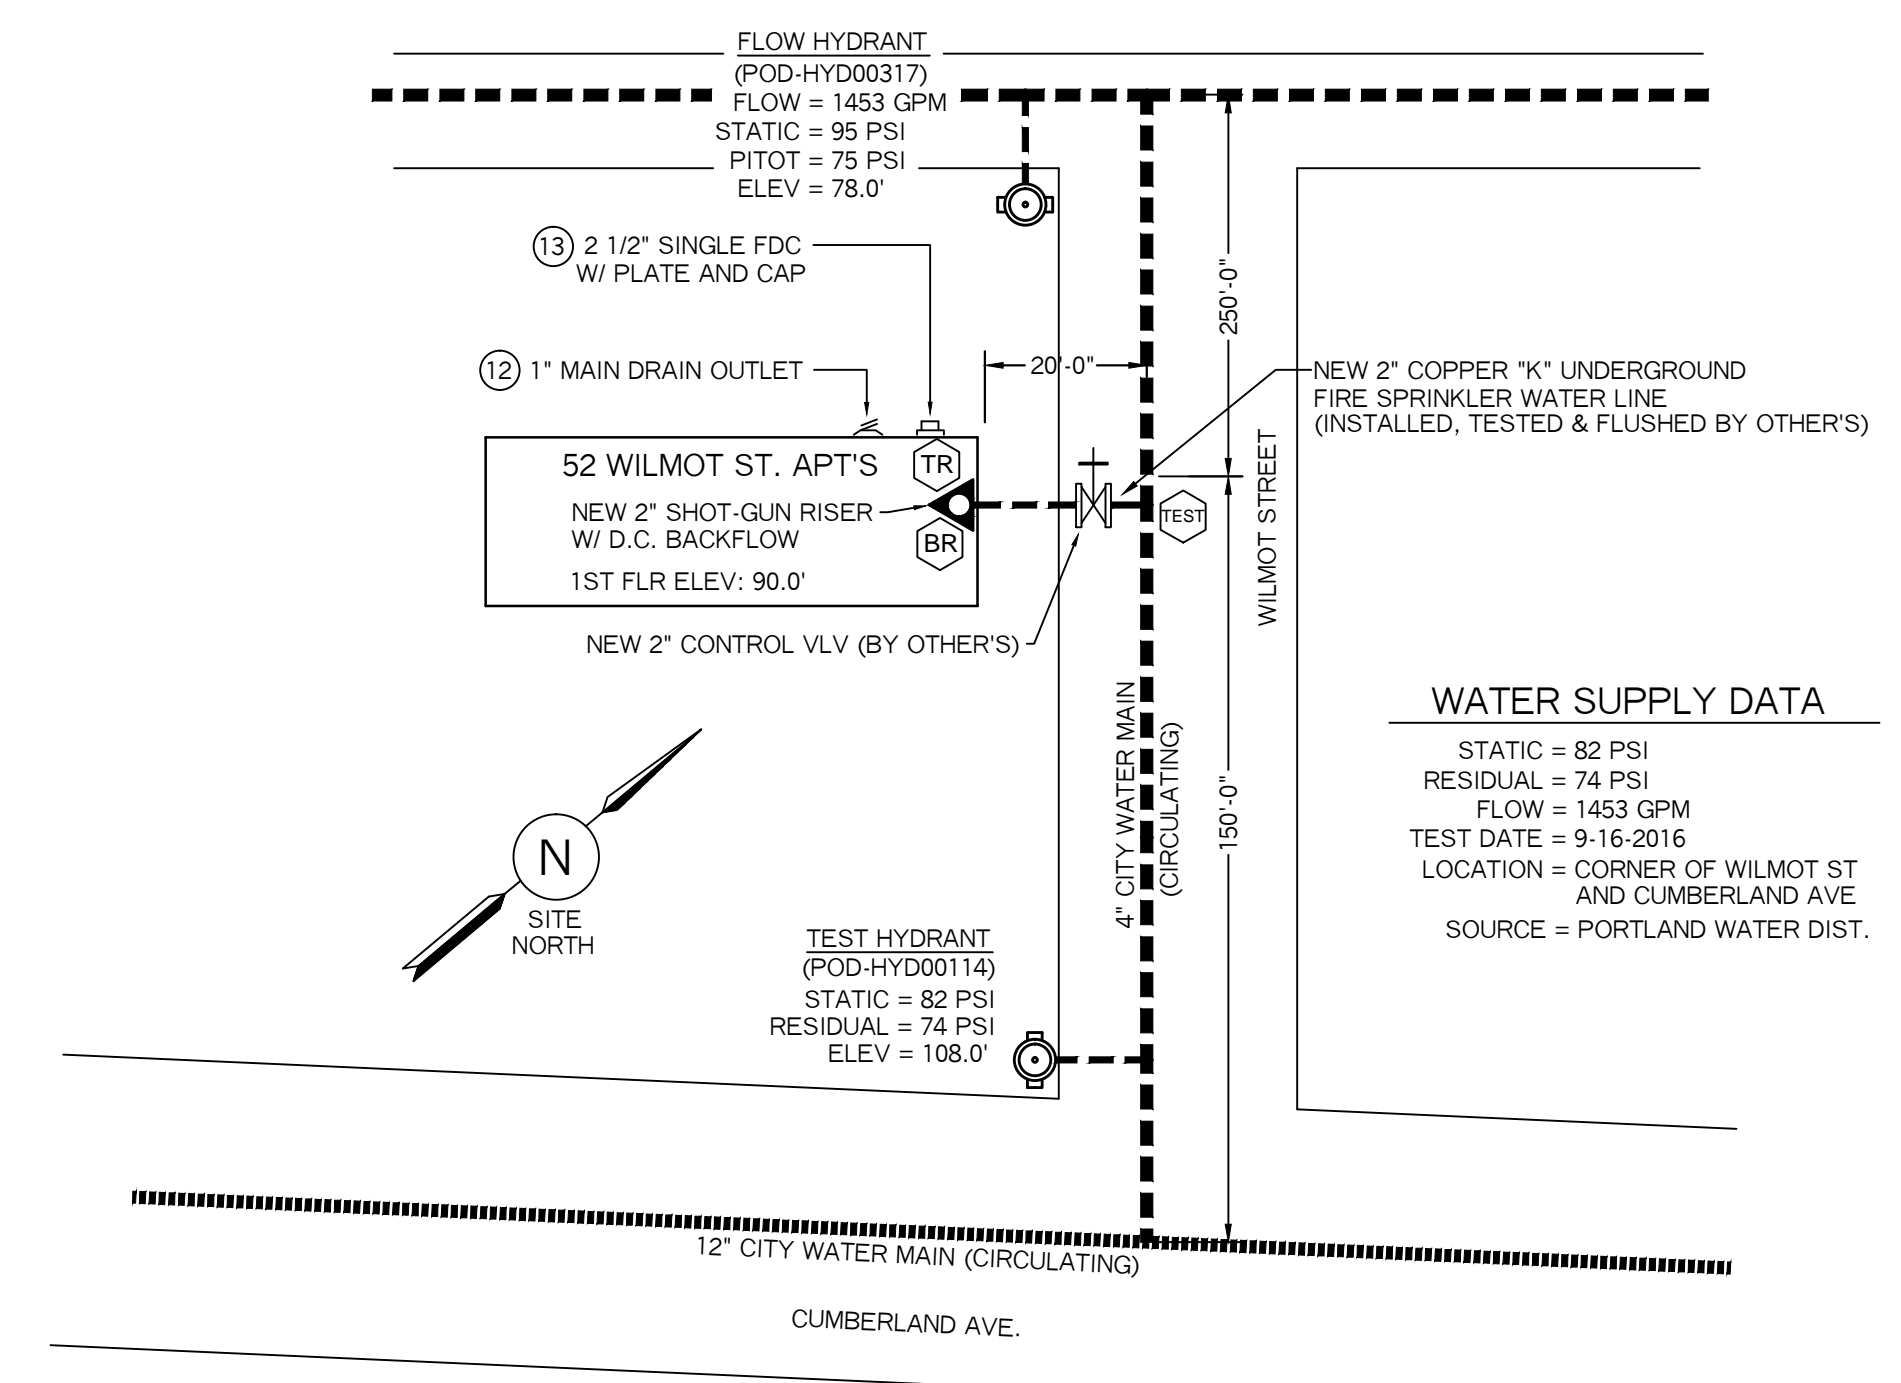 FLOW HYDRANT
(POD-HYD00317)
FLOW = 1453 GPM
STATIC = 95 PSI
PITOT = 75 PSI
ELEV = 78.0'
13 2 1/2" SINGLE FDC
W/ PLATE AND CAP
12 1" MAIN DRAIN OUTLET
20'-0"
250'-0"
NEW 2" COPPER "K" UNDERGROUND
FIRE SPRINKLER WATER LINE
(INSTALLED, TESTED & FLUSHED BY OTHER'S)
52 WILMOT ST. APT'S
TR
NEW 2" SHOT-GUN RISER
W/ D.C. BACKFLOW
BR
1ST FLR ELEV: 90.0'
TEST
WILMOT STREET
NEW 2" CONTROL VLV (BY OTHER'S)
4" CITY WATER MAIN
(CIRCULATING)
150'-0"
WATER SUPPLY DATA
STATIC = 82 PSI
RESIDUAL = 74 PSI
FLOW = 1453 GPM
TEST DATE = 9-16-2016
LOCATION = CORNER OF WILMOT ST
AND CUMBERLAND AVE
SOURCE = PORTLAND WATER DIST.
N
SITE
NORTH
TEST HYDRANT
(POD-HYD00114)
STATIC = 82 PSI
RESIDUAL = 74 PSI
ELEV = 108.0'
12" CITY WATER MAIN (CIRCULATING)
CUMBERLAND AVE.